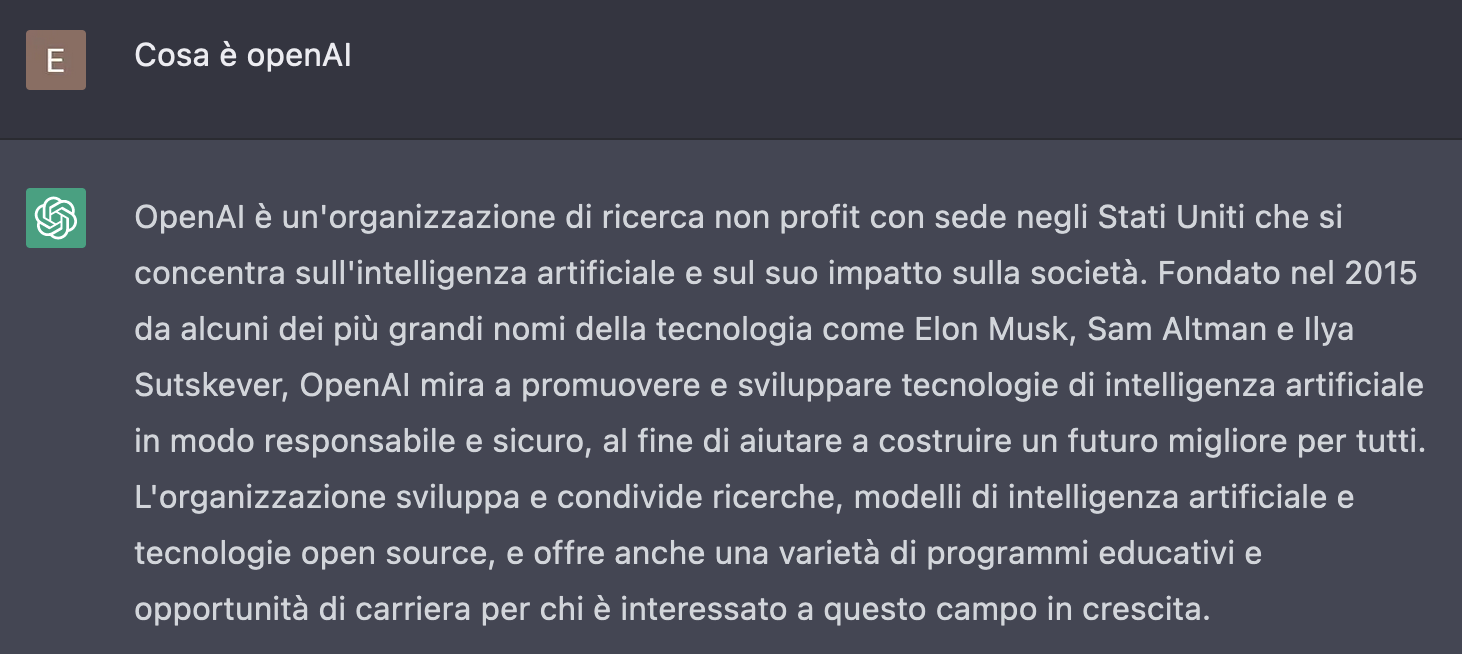 E
Cosa è openAI
OpenAI è un'organizzazione di ricerca non profit con sede negli Stati Uniti che si
concentra sull'intelligenza artificiale e sul suo impatto sulla società. Fondato nel 2015
da alcuni dei più grandi nomi della tecnologia come Elon Musk, Sam Altman e Ilya
Sutskever, OpenAI mira a promuovere e sviluppare tecnologie di intelligenza artificiale
in modo responsabile e sicuro, al fine di aiutare a costruire un futuro migliore per tutti.
L'organizzazione sviluppa e condivide ricerche, modelli di intelligenza artificiale e
tecnologie open source, e offre anche una varietà di programmi educativi e
opportunità di carriera per chi è interessato a questo campo in crescita.